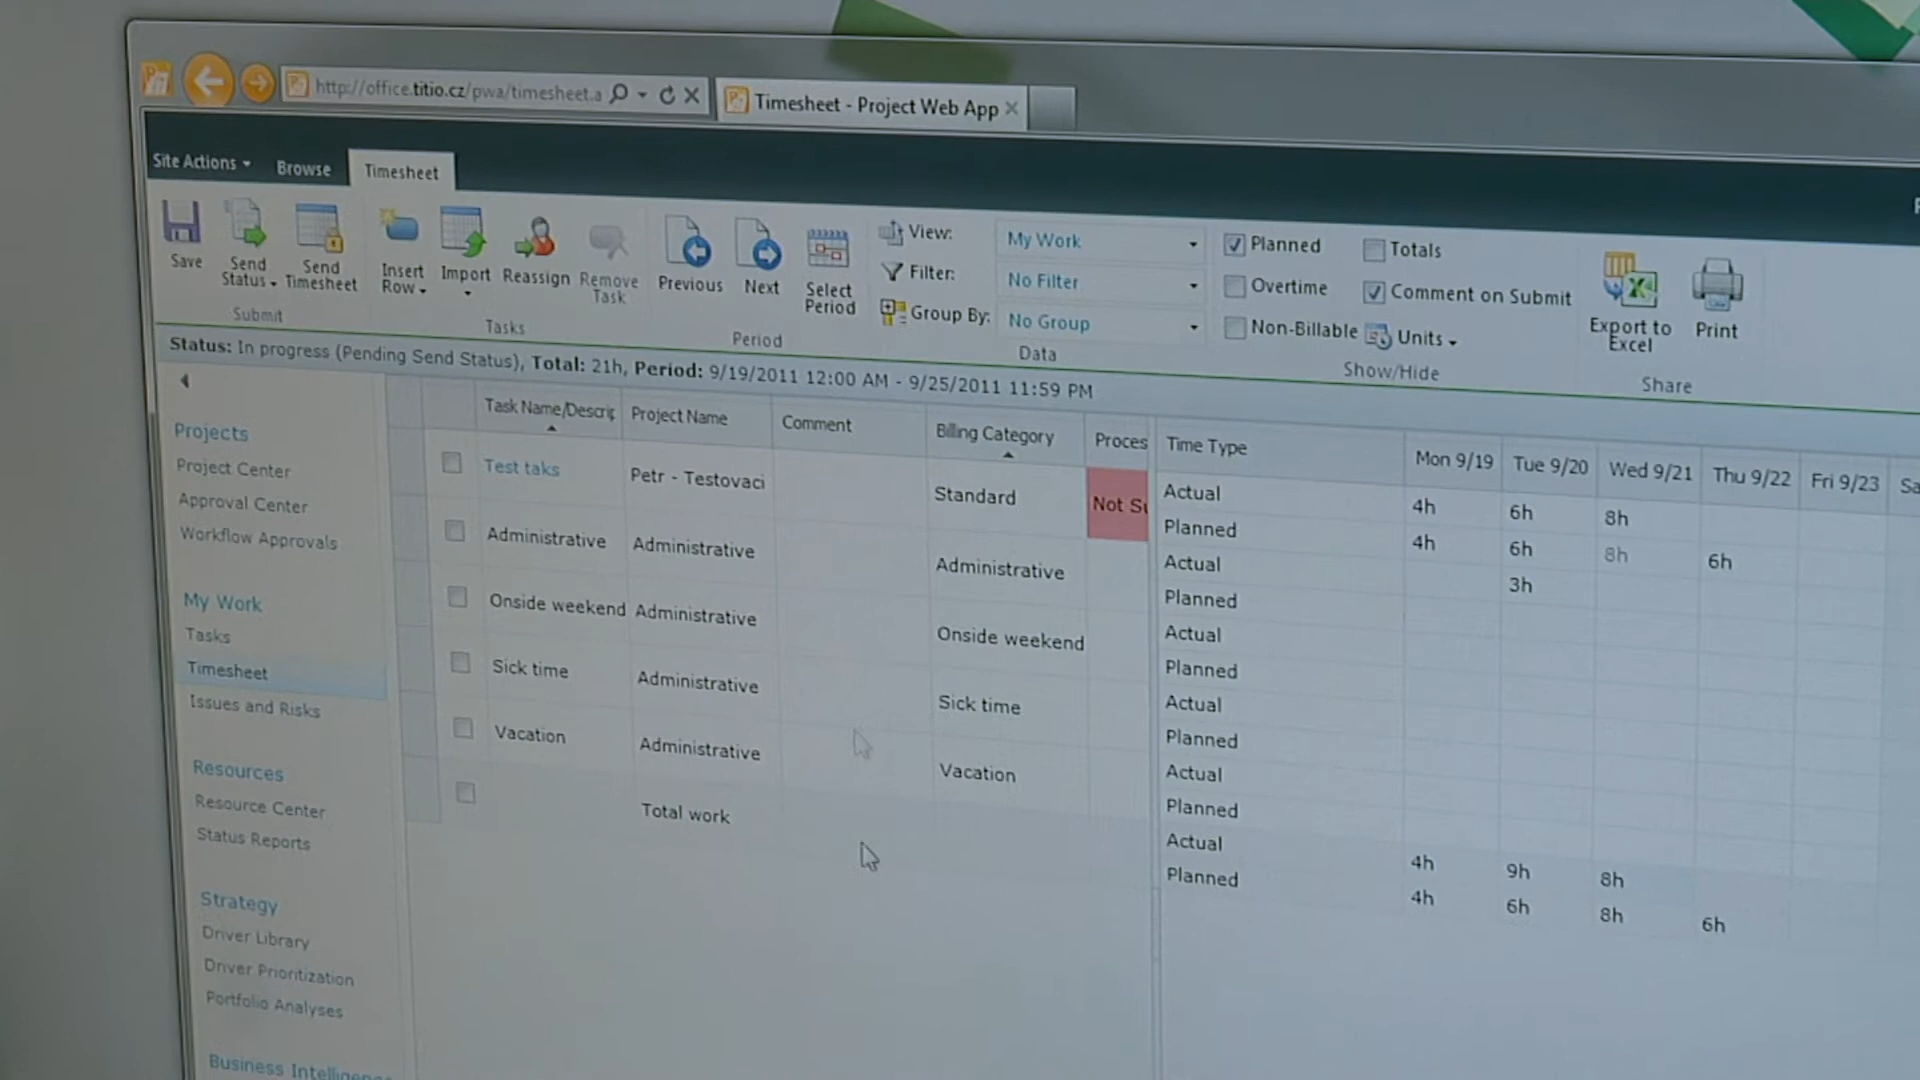 http://office.titio.cz/pwa/timesheet.a
Timesheet - Project Web App
Site Actions
Browse
Timesheet
Save
Send Status
Send Timesheet
Insert Row
Import
Reassign
Remove Task
Previous
Next
Select Period
View:
My Work
Filter:
No Filter
Group By:
No Group
Planned
Overtime
Non-Billable
Totals
Comment on Submit
Units
Export to Excel
Print
Submit
Tasks
Period
Data
Show/Hide
Share
Status: In progress (Pending Send Status), Total: 21h, Period: 9/19/2011 12:00 AM - 9/25/2011 11:59 PM
Projects
Project Center
Approval Center
Workflow Approvals
My Work
Tasks
Timesheet
Issues and Risks
Resources
Resource Center
Status Reports
Strategy
Driver Library
Driver Prioritization
Portfolio Analyses
Business
Task Name/Descrip Project Name Comment Billing Category Proces Time Type Mon 9/19 Tue 9/20 Wed 9/21 Thu 9/22 Fri 9/23 Sa
Test taks Petr - Testovaci Standard Not Su Actual 4h 6h 8h
Planned 4h 6h 8h 6h
Administrative Administrative Administrative Actual 3h
Planned
Onside weekend Administrative Onside weekend Actual
Planned
Sick time Administrative Sick time Actual
Planned
Vacation Administrative Vacation Actual
Planned
Total work Actual 4h 9h 8h
Planned 4h 6h 8h 6h